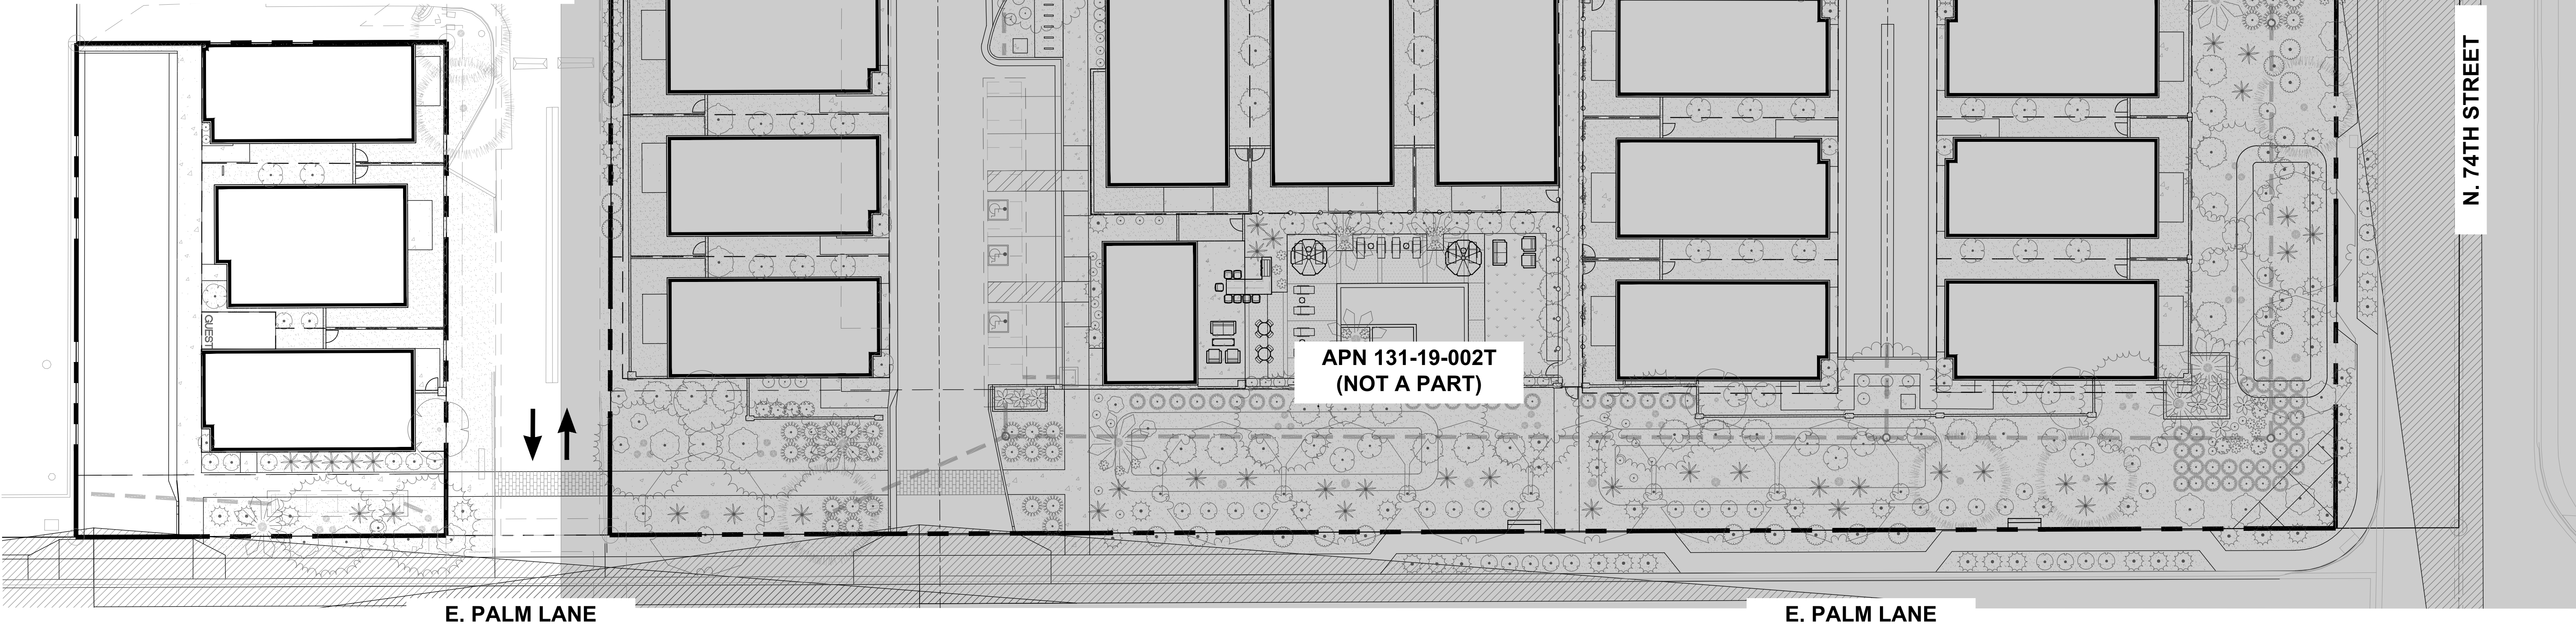 N. 74TH STREET
GUEST
APN 131-19-002T
(NOT A PART)
E. PALM LANE
E. PALM LANE